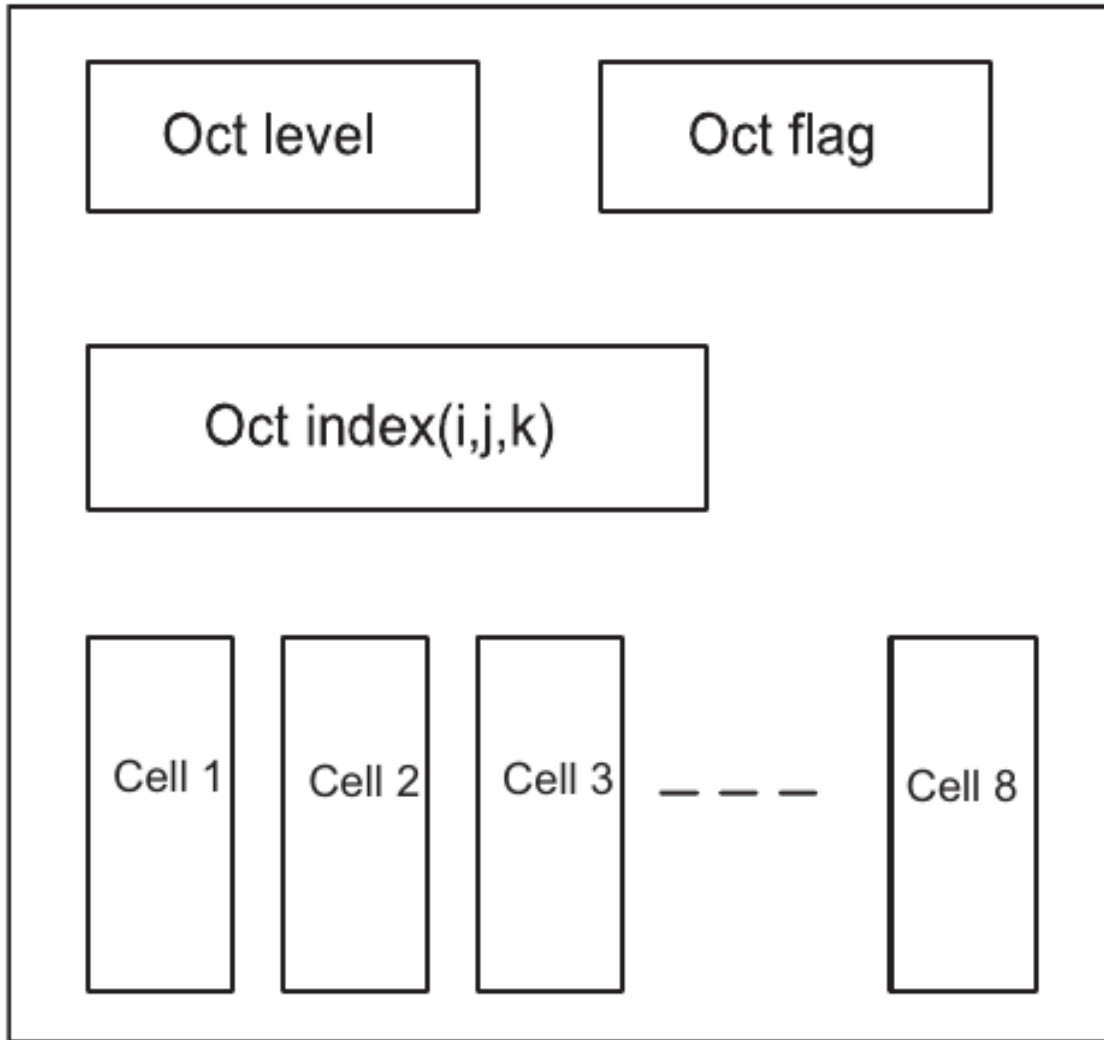 Oct level
Oct flag
Oct index(i,j,k)
Cell 1
Cell 2
Cell 3
Cell 8